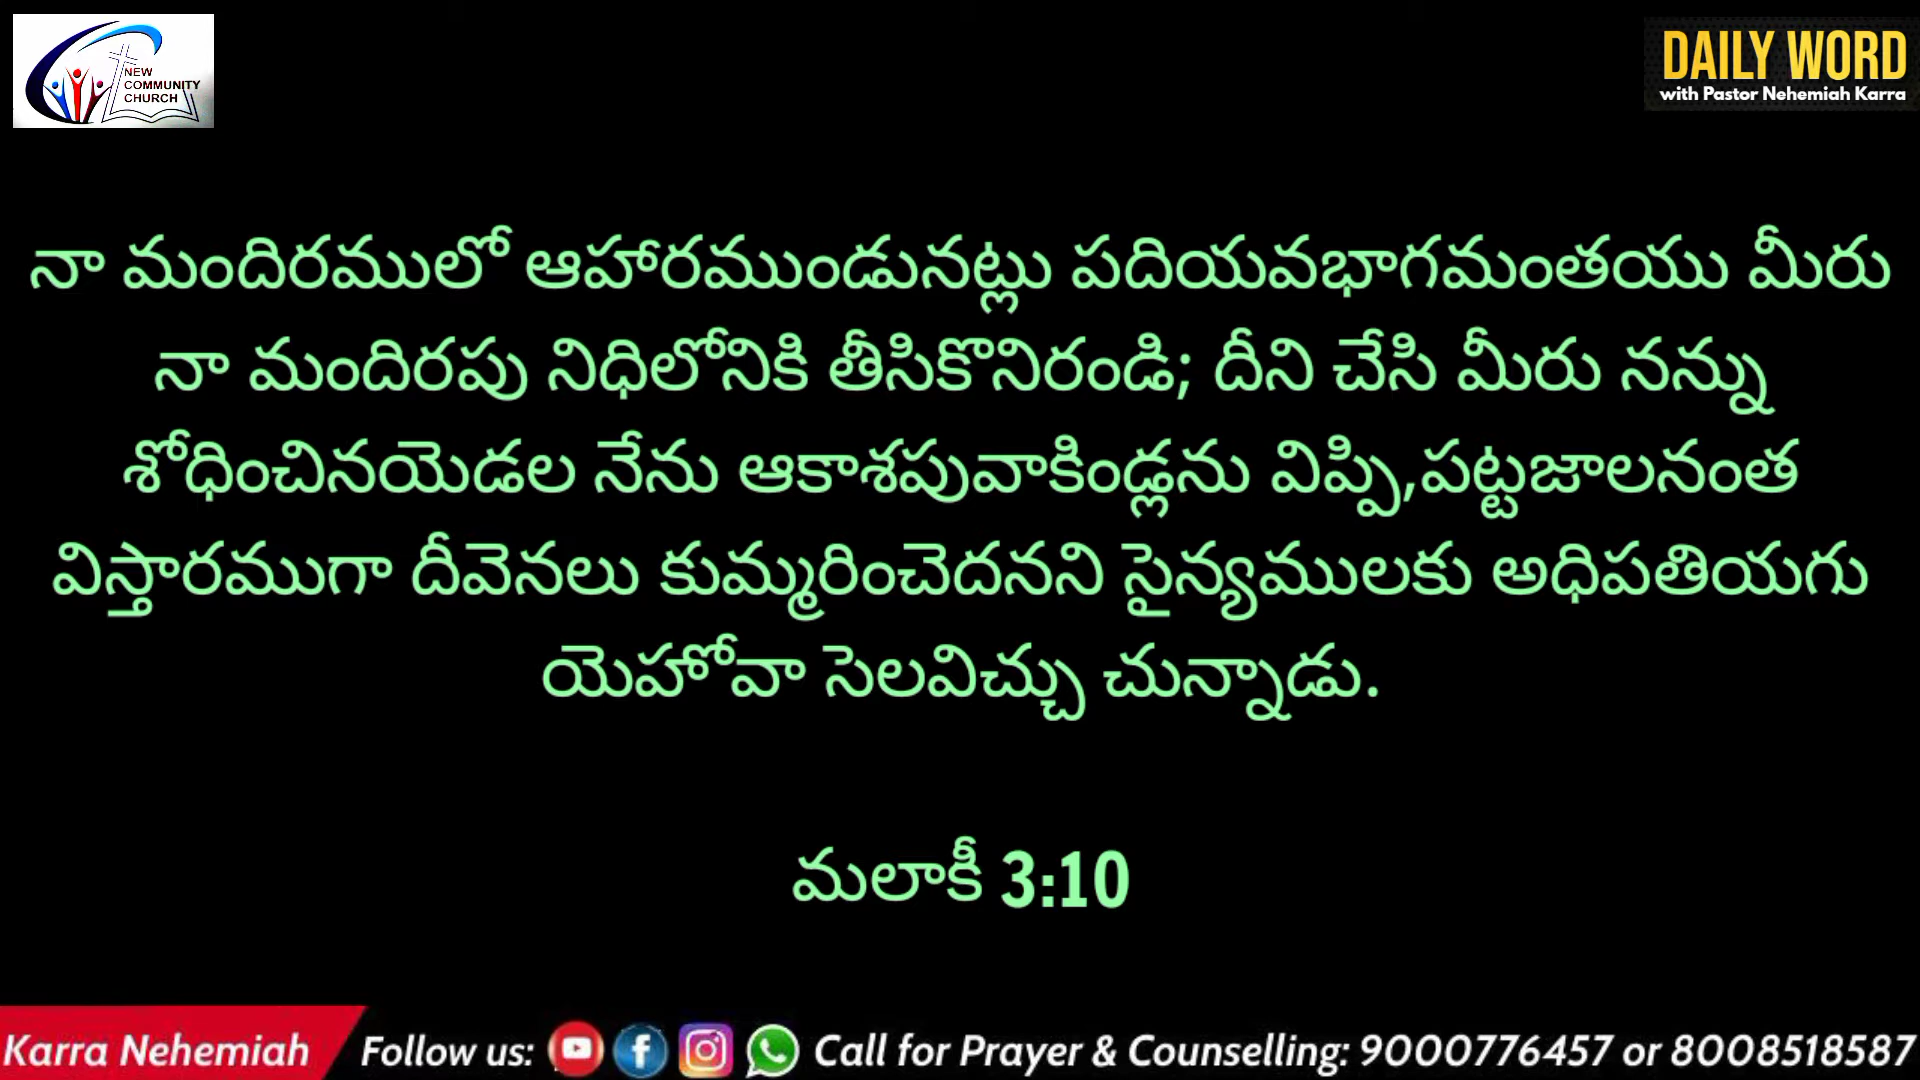 NEW
COMMUNITY
CHURCH
DAILY WORD
with Pastor Nehemiah Karra
నా మందిరములో ఆహారముండునట్లు పదియవభాగమంతయు మీరు
నా మందిరపు నిధిలోనికి తీసికొనిరండి; దీని చేసి మీరు నన్ను
శోధించినయెడల నేను ఆకాశపువాకిండ్లను విప్పి,పట్టజాలనంత
విస్తారముగా దీవెనలు కుమ్మరించెదనని సైన్యములకు అధిపతియగు
యెహోవా సెలవిచ్చు చున్నాడు.
మలాకీ 3:10
Karra Nehemiah
Follow us:
Call for Prayer & Counselling: 9000776457 or 8008518587